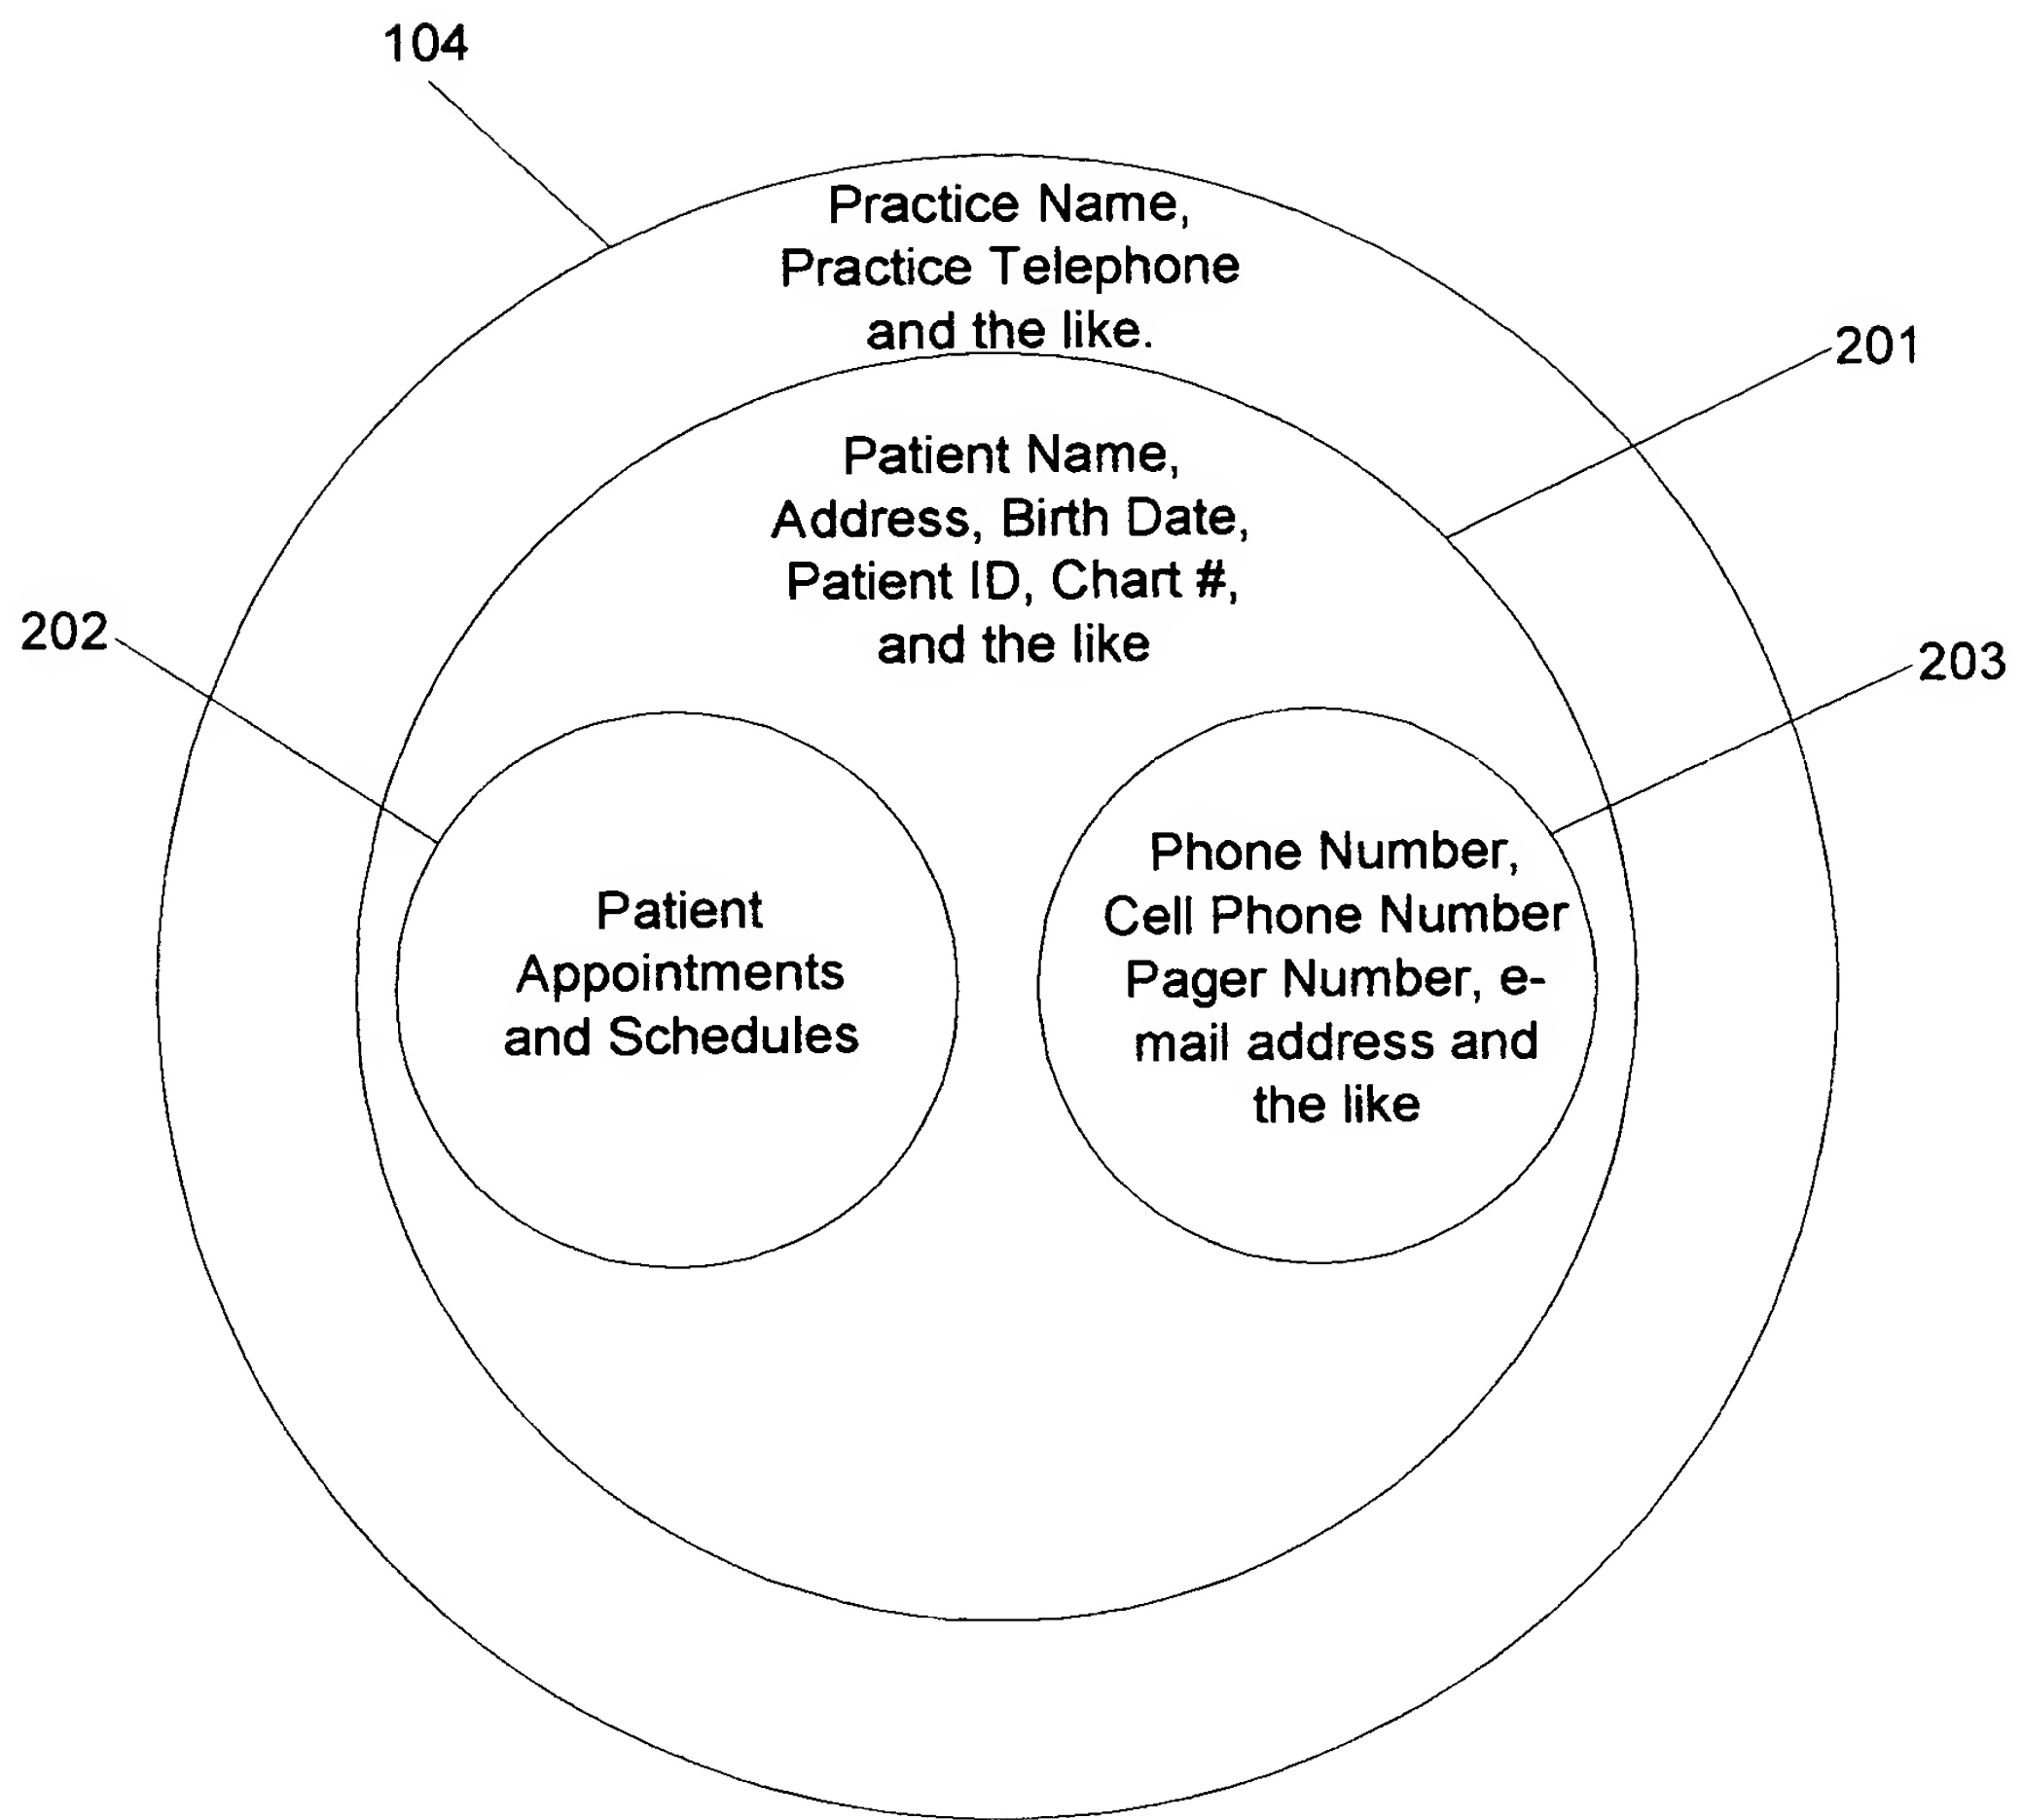 104
Practice Name,
Practice Telephone
and the like.
201
Patient Name,
Address, Birth Date,
Patient ID, Chart #,
and the like
202
203
Patient
Appointments
and Schedules
Phone Number,
Cell Phone Number
Pager Number, e-
mail address and
the like